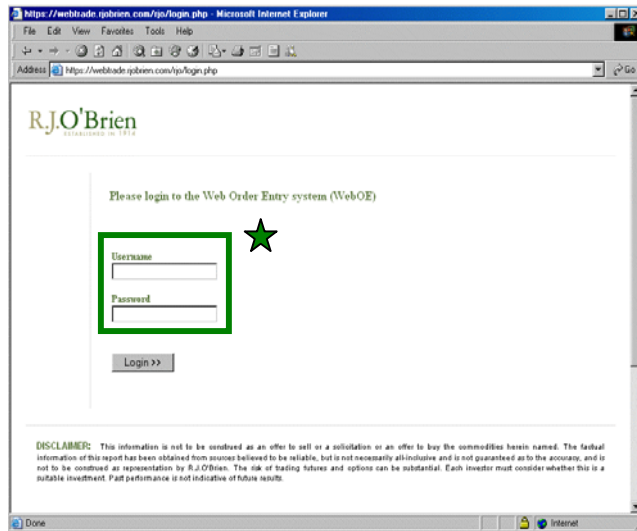 https://webtrade.rjobrien.com/rjo/login.php - Microsoft Internet Explorer
File Edit View Favorites Tools Help
Address https://webtrade.rjobrien.com/rjo/login.php Go
R.J.O'Brien
ESTABLISHED IN 1914
Please login to the Web Order Entry system (WebOE)
Username
Password
Login >>
DISCLAIMER: This information is not to be construed as an offer to sell or a solicitation or an offer to buy the commodities herein named. The factual
information of this report has been obtained from sources believed to be reliable, but is not necessarily all-inclusive and is not guaranteed as to the accuracy, and is
not to be construed as representation by R.J.O'Brien. The risk of trading futures and options can be substantial. Each investor must consider whether this is a
suitable investment. Past performance is not indicative of future results.
Done Internet